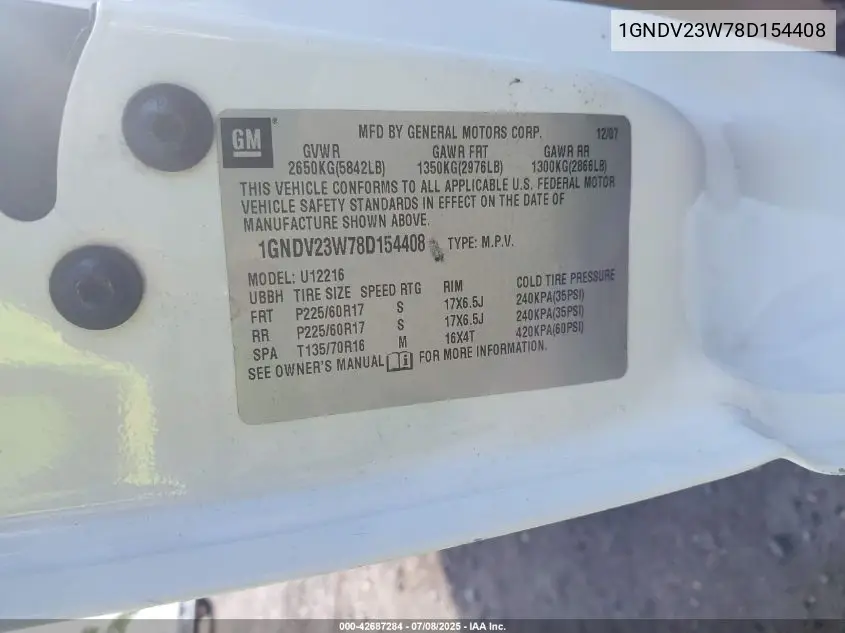 1GNDV23W78D154408
GM ® MFD BY GENERAL MOTORS CORP. 12/07
GVWR GAWR FRT GAWR RR
2650KG(5842LB) 1350KG(2976LB) 1300KG(2866LB)
THIS VEHICLE CONFORMS TO ALL APPLICABLE U.S. FEDERAL MOTOR
VEHICLE SAFETY STANDARDS IN EFFECT ON THE DATE OF
MANUFACTURE SHOWN ABOVE.
1GNDV23W78D154408 TYPE: M.P.V.
MODEL: U12216
UBBH TIRE SIZE SPEED RTG RIM COLD TIRE PRESSURE
FRT P225/60R17 S 17X6.5J 240KPA(35PSI)
RR P225/60R17 S 17X6.5J 240KPA(35PSI)
SPA T135/70R16 M 16X4T 420KPA(60PSI)
SEE OWNER'S MANUAL FOR MORE INFORMATION.
000-42687284 - 07/08/2025 - IAA Inc.